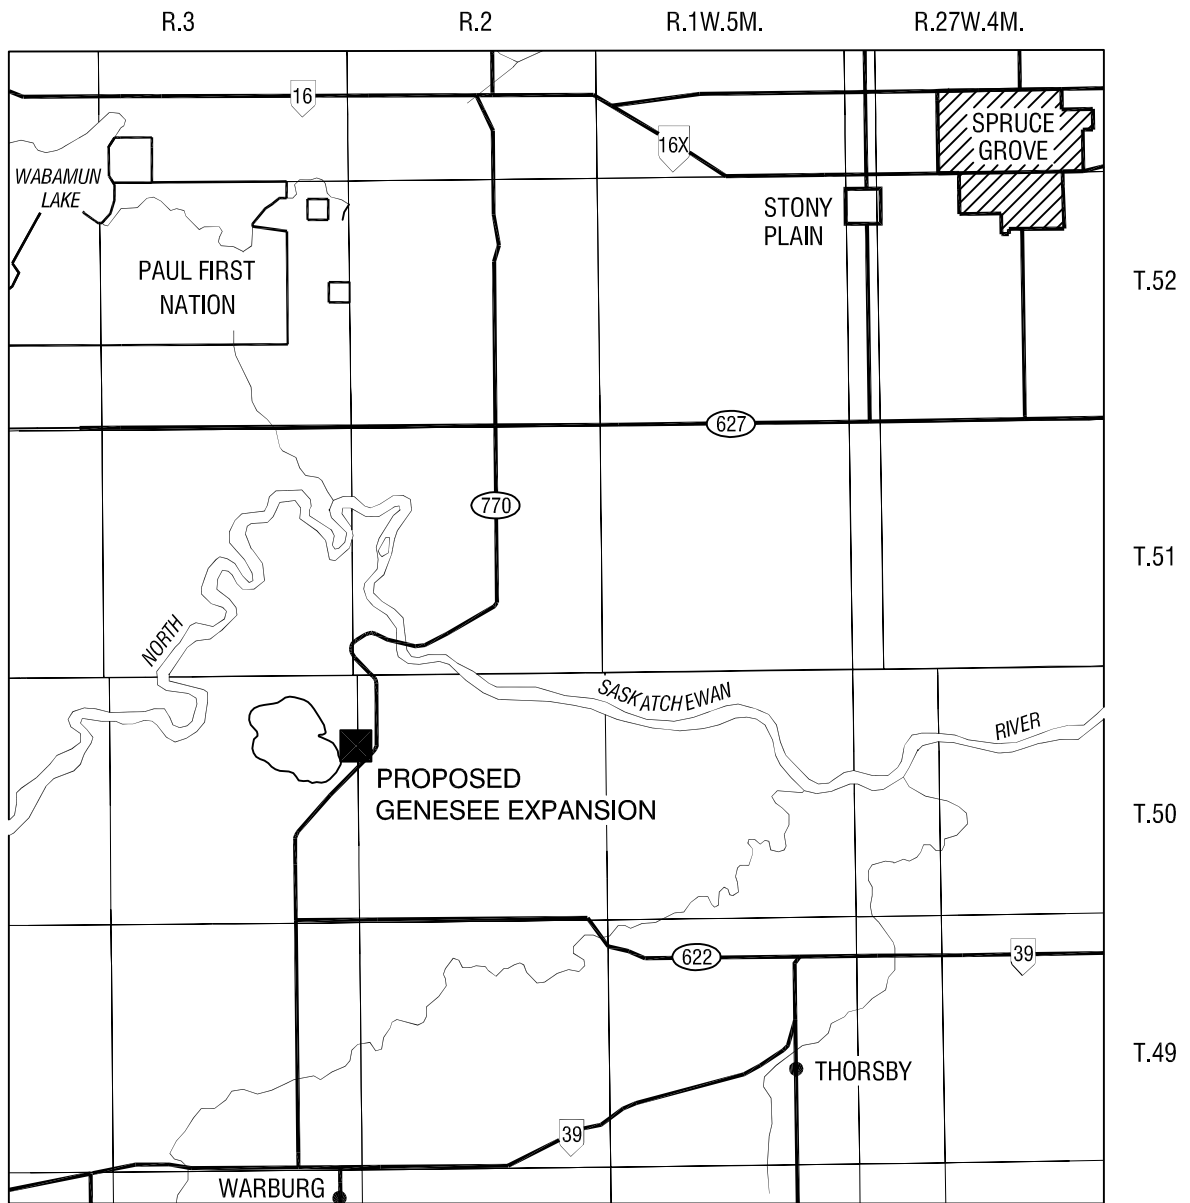 R.3
R.2
R.1W.5M.
R.27W.4M.
16
16X
SPRUCE
GROVE
WABAMUN
LAKE
STONY
PLAIN
PAUL FIRST
NATION
T.52
627
770
T.51
NORTH
SASKATCHEWAN
RIVER
PROPOSED
GENESEE EXPANSION
T.50
622
39
T.49
THORSBY
39
WARBURG